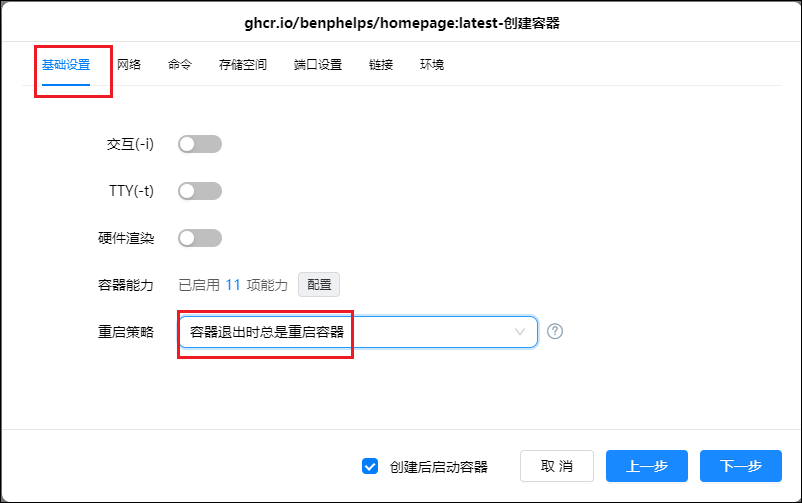 ghcr.io/benphelps/homepage:latest-创建容器
基础设置 网络 命令 存储空间 端口设置 链接 环境
交互(-i)
TTY(-t)
硬件渲染
容器能力 已启用 11 项能力 配置
重启策略 容器退出时总是重启容器 ?
创建后启动容器 取 消 上一步 下一步